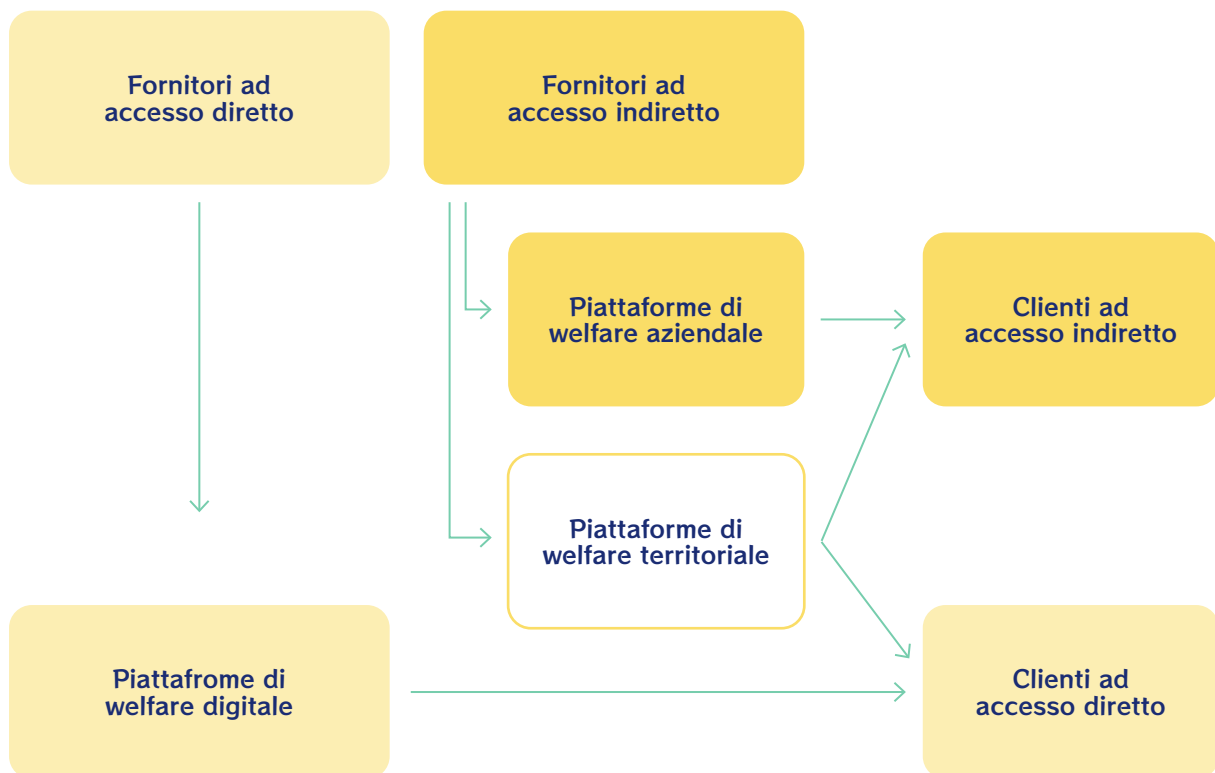 Fornitori ad
accesso diretto
Fornitori ad
accesso indiretto
Piattaforme di
welfare aziendale
Clienti ad
accesso indiretto
Piattaforme di
welfare territoriale
Piattafrome di
welfare digitale
Clienti ad
accesso diretto